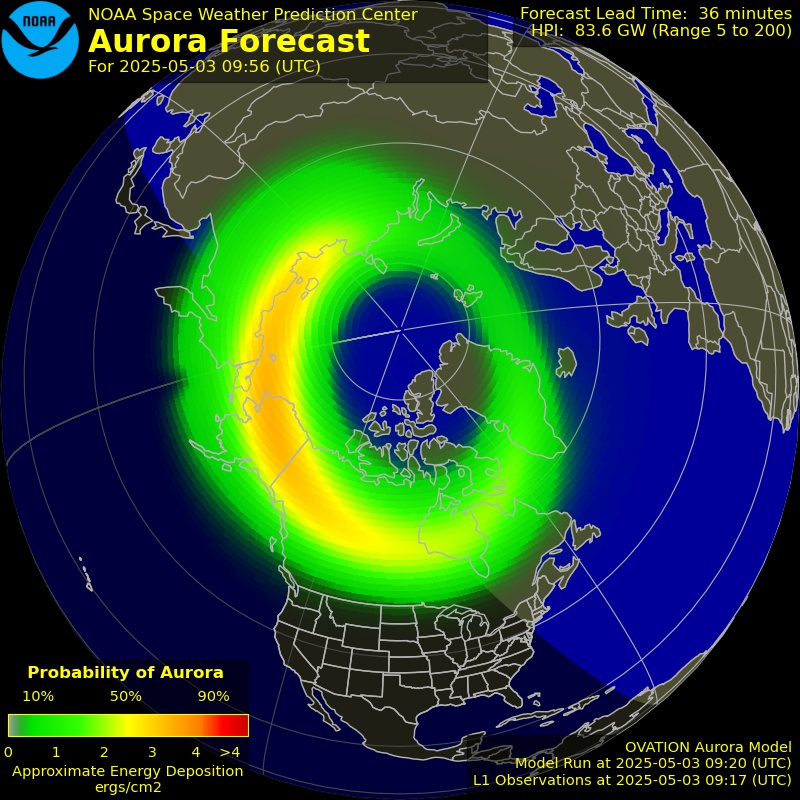 NOAA
NOAA Space Weather Prediction Center
Aurora Forecast
For 2025-05-03 09:56 (UTC)
Forecast Lead Time: 36 minutes
HPI: 83.6 GW (Range 5 to 200)
Probability of Aurora
10% 50% 90%
0 1 2 3 4 >4
Approximate Energy Deposition
ergs/cm2
OVATION Aurora Model
Model Run at 2025-05-03 09:20 (UTC)
L1 Observations at 2025-05-03 09:17 (UTC)